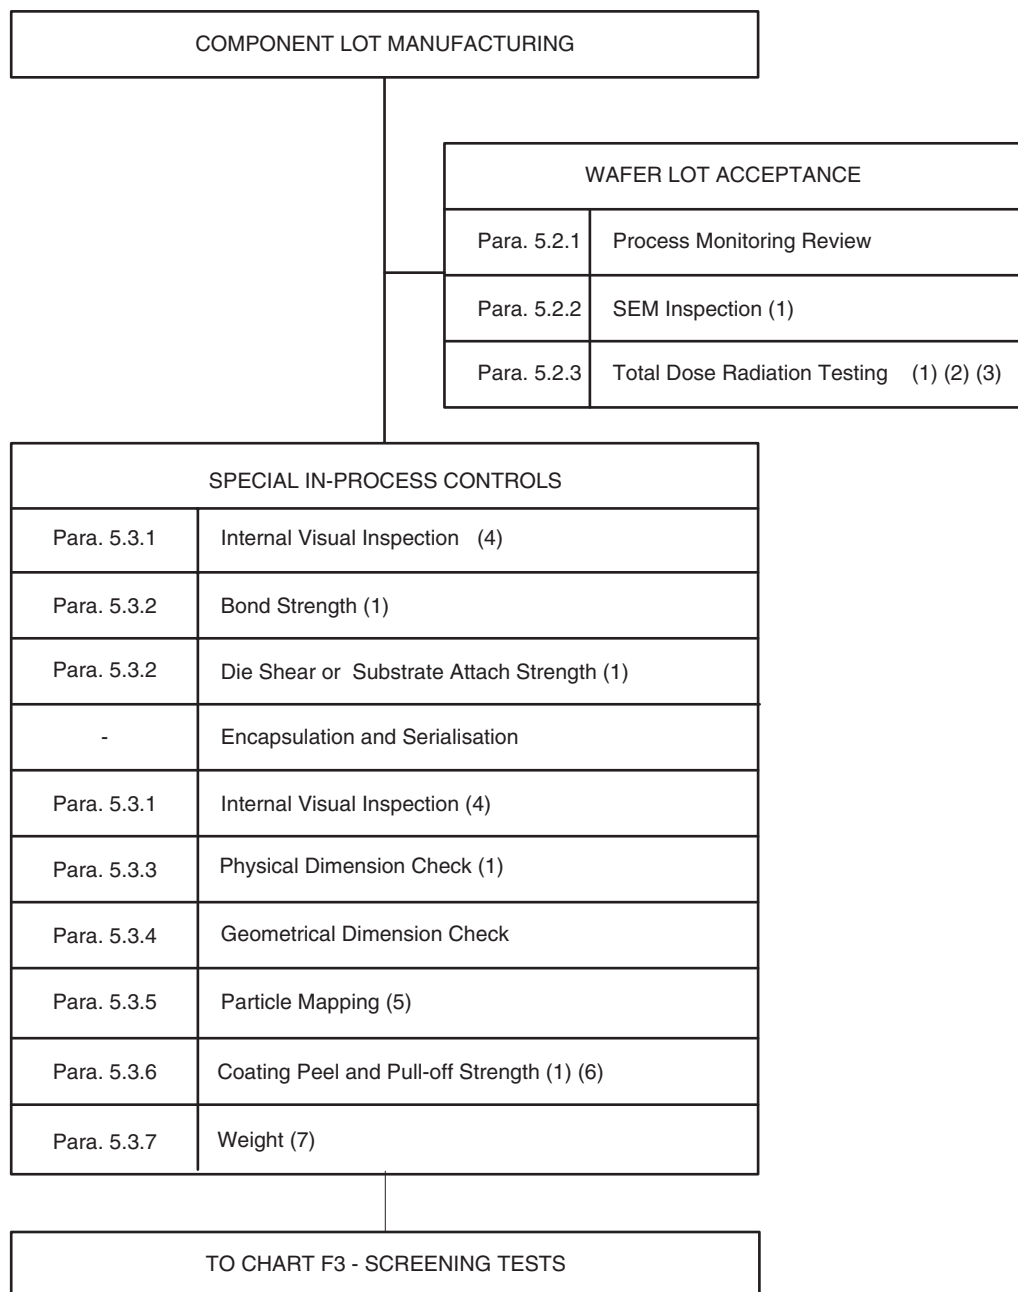 COMPONENT LOT MANUFACTURING
WAFER LOT ACCEPTANCE
Para. 5.2.1 Process Monitoring Review
Para. 5.2.2 SEM Inspection (1)
Para. 5.2.3 Total Dose Radiation Testing (1) (2) (3)
SPECIAL IN-PROCESS CONTROLS
Para. 5.3.1 Internal Visual Inspection (4)
Para. 5.3.2 Bond Strength (1)
Para. 5.3.2 Die Shear or Substrate Attach Strength (1)
- Encapsulation and Serialisation
Para. 5.3.1 Internal Visual Inspection (4)
Para. 5.3.3 Physical Dimension Check (1)
Para. 5.3.4 Geometrical Dimension Check
Para. 5.3.5 Particle Mapping (5)
Para. 5.3.6 Coating Peel and Pull-off Strength (1) (6)
Para. 5.3.7 Weight (7)
TO CHART F3 - SCREENING TESTS